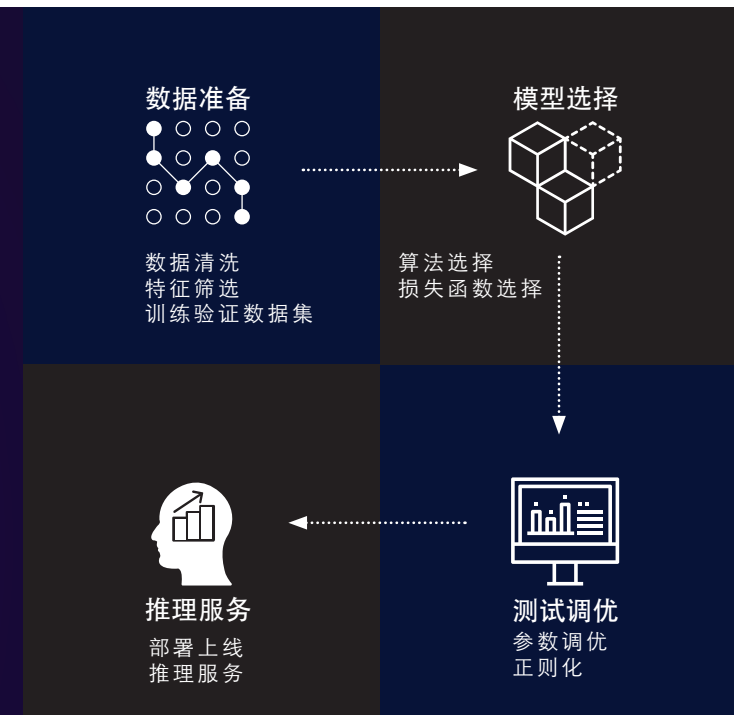 数据准备
数据清洗
特征筛选
训练验证数据集
模型选择
算法选择
损失函数选择
测试调优
参数调优
正则化
推理服务
部署上线
推理服务